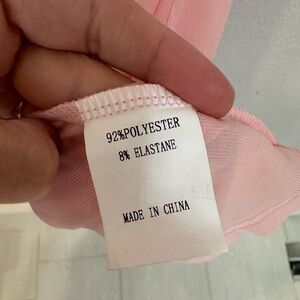 92%POLYESTER
8% ELASTANE
MADE IN CHINA